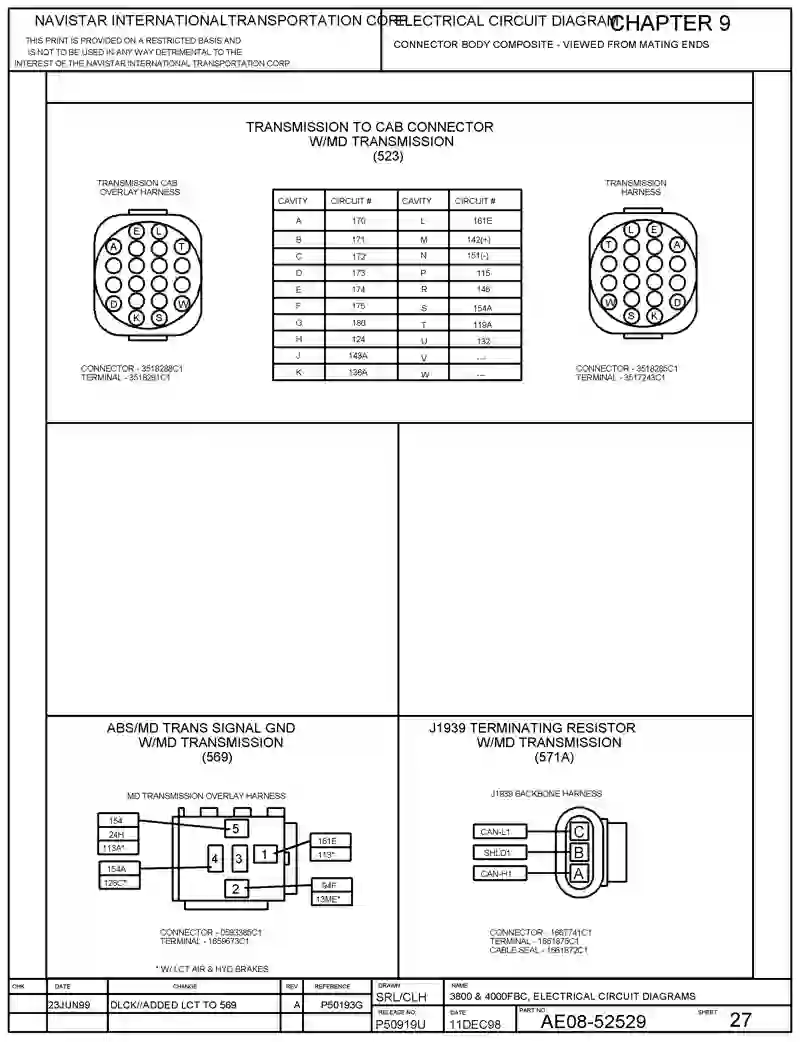 NAVISTAR INTERNATIONAL TRANSPORTATION CORP.
ELECTRICAL CIRCUIT DIAGRAM
CHAPTER 9
THIS PRINT IS PROVIDED ON A RESTRICTED BASIS AND
IS NOT TO BE USED IN ANY WAY DETRIMENTAL TO THE
INTEREST OF THE NAVISTAR INTERNATIONAL TRANSPORTATION CORP
CONNECTOR BODY COMPOSITE - VIEWED FROM MATING ENDS
TRANSMISSION TO CAB CONNECTOR
W/MD TRANSMISSION
(523)
TRANSMISSION CAB
OVERLAY HARNESS
E L
A T
D W
K S
CONNECTOR - 3518288C1
TERMINAL - 3518291C1
CAVITY CIRCUIT # CAVITY CIRCUIT #
A 170 L 161E
B 171 M 142(+)
C 172 N 151(-)
D 173 P 115
E 174 R 146
F 175 S 154A
G 180 T 119A
H 124 U 132
J 143A V ---
K 136A W ---
TRANSMISSION
HARNESS
L E
T A
W D
S K
CONNECTOR - 3518285C1
TERMINAL - 3517243C1
ABS/MD TRANS SIGNAL GND
W/MD TRANSMISSION
(569)
MD TRANSMISSION OVERLAY HARNESS
154
24H
113A*
154A
5
4 3 1
2
161E
113*
94F
13ME*
CONNECTOR - 0593385C1
TERMINAL - 1659673C1
* W/ LCT AIR & HYD BRAKES
J1939 TERMINATING RESISTOR
W/MD TRANSMISSION
(571A)
J1939 BACKBONE HARNESS
CAN-L1 C
SHLD1 B
CAN-H1 A
CONNECTOR - 1667741C1
TERMINAL - 1661875C1
CABLE SEAL - 1661872C1
CHK DATE CHANGE REV REFERENCE
23JUN99 DLCK//ADDED LCT TO 569 A P50193G
DRAWN
SRL/CLH
NAME
3800 & 4000FBC, ELECTRICAL CIRCUIT DIAGRAMS
RELEASE NO.
P50919U
DATE
11DEC98
PART NO.
AE08-52529
SHEET
27